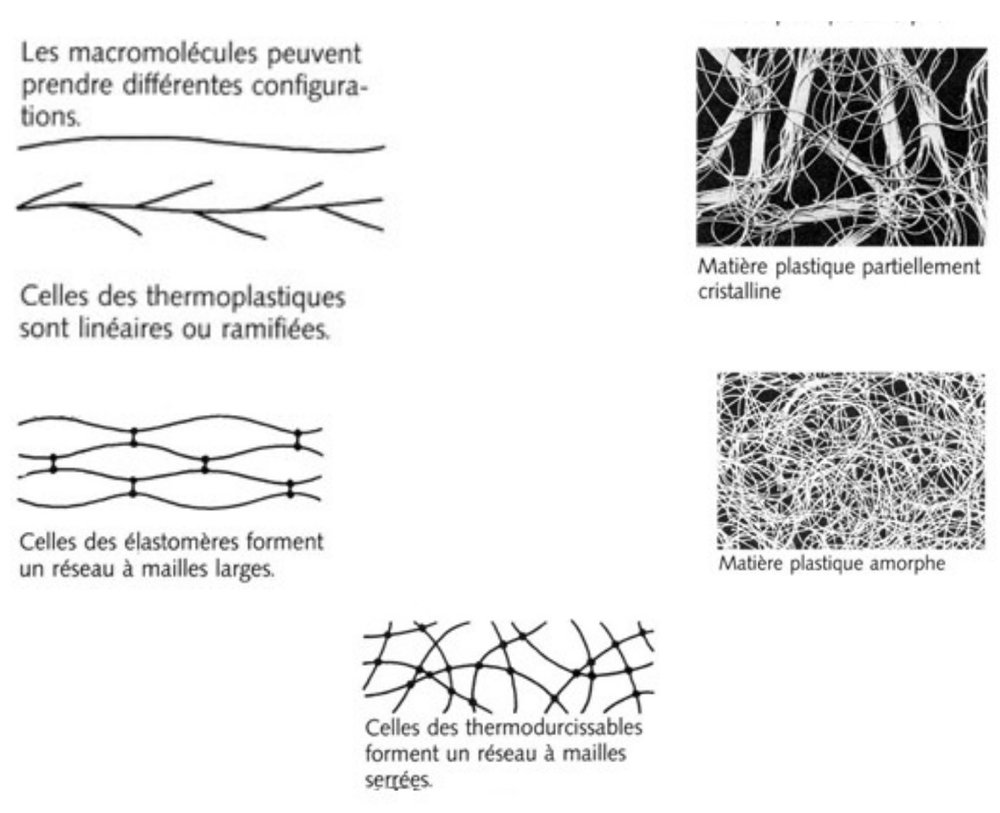 Les macromolécules peuvent
prendre différentes configura-
tions.
Celles des thermoplastiques
sont linéaires ou ramifiées.
Celles des élastomères forment
un réseau à mailles larges.
Matière plastique partiellement
cristalline
Matière plastique amorphe
Celles des thermodurcissables
forment un réseau à mailles
serrées.